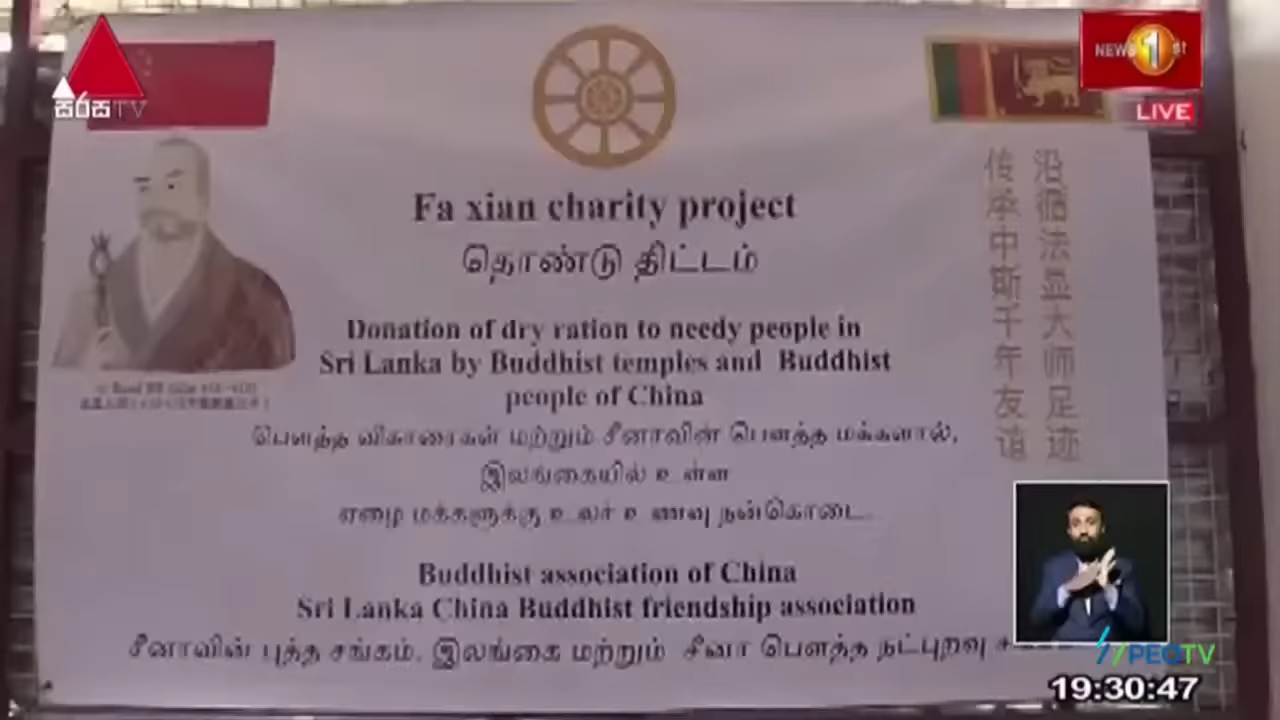 සිරස TV
NEWS 1st
LIVE
Fa xian charity project
தொண்டு திட்டம்
Donation of dry ration to needy people in
Sri Lanka by Buddhist temples and Buddhist
people of China
பௌத்த விகாரைகள் மற்றும் சீனாவின் பௌத்த மக்களால்,
இலங்கையில் உள்ள
ஏழை மக்களுக்கு உலர் உணவு நன்கொடை.
Buddhist association of China
Sri Lanka China Buddhist friendship association
சீனாவின் புத்த சங்கம். இலங்கை மற்றும் சீனா பௌத்த நட்புறவு
沿循法显大师足迹
传承中斯千年友谊
PEOTV
19:30:47